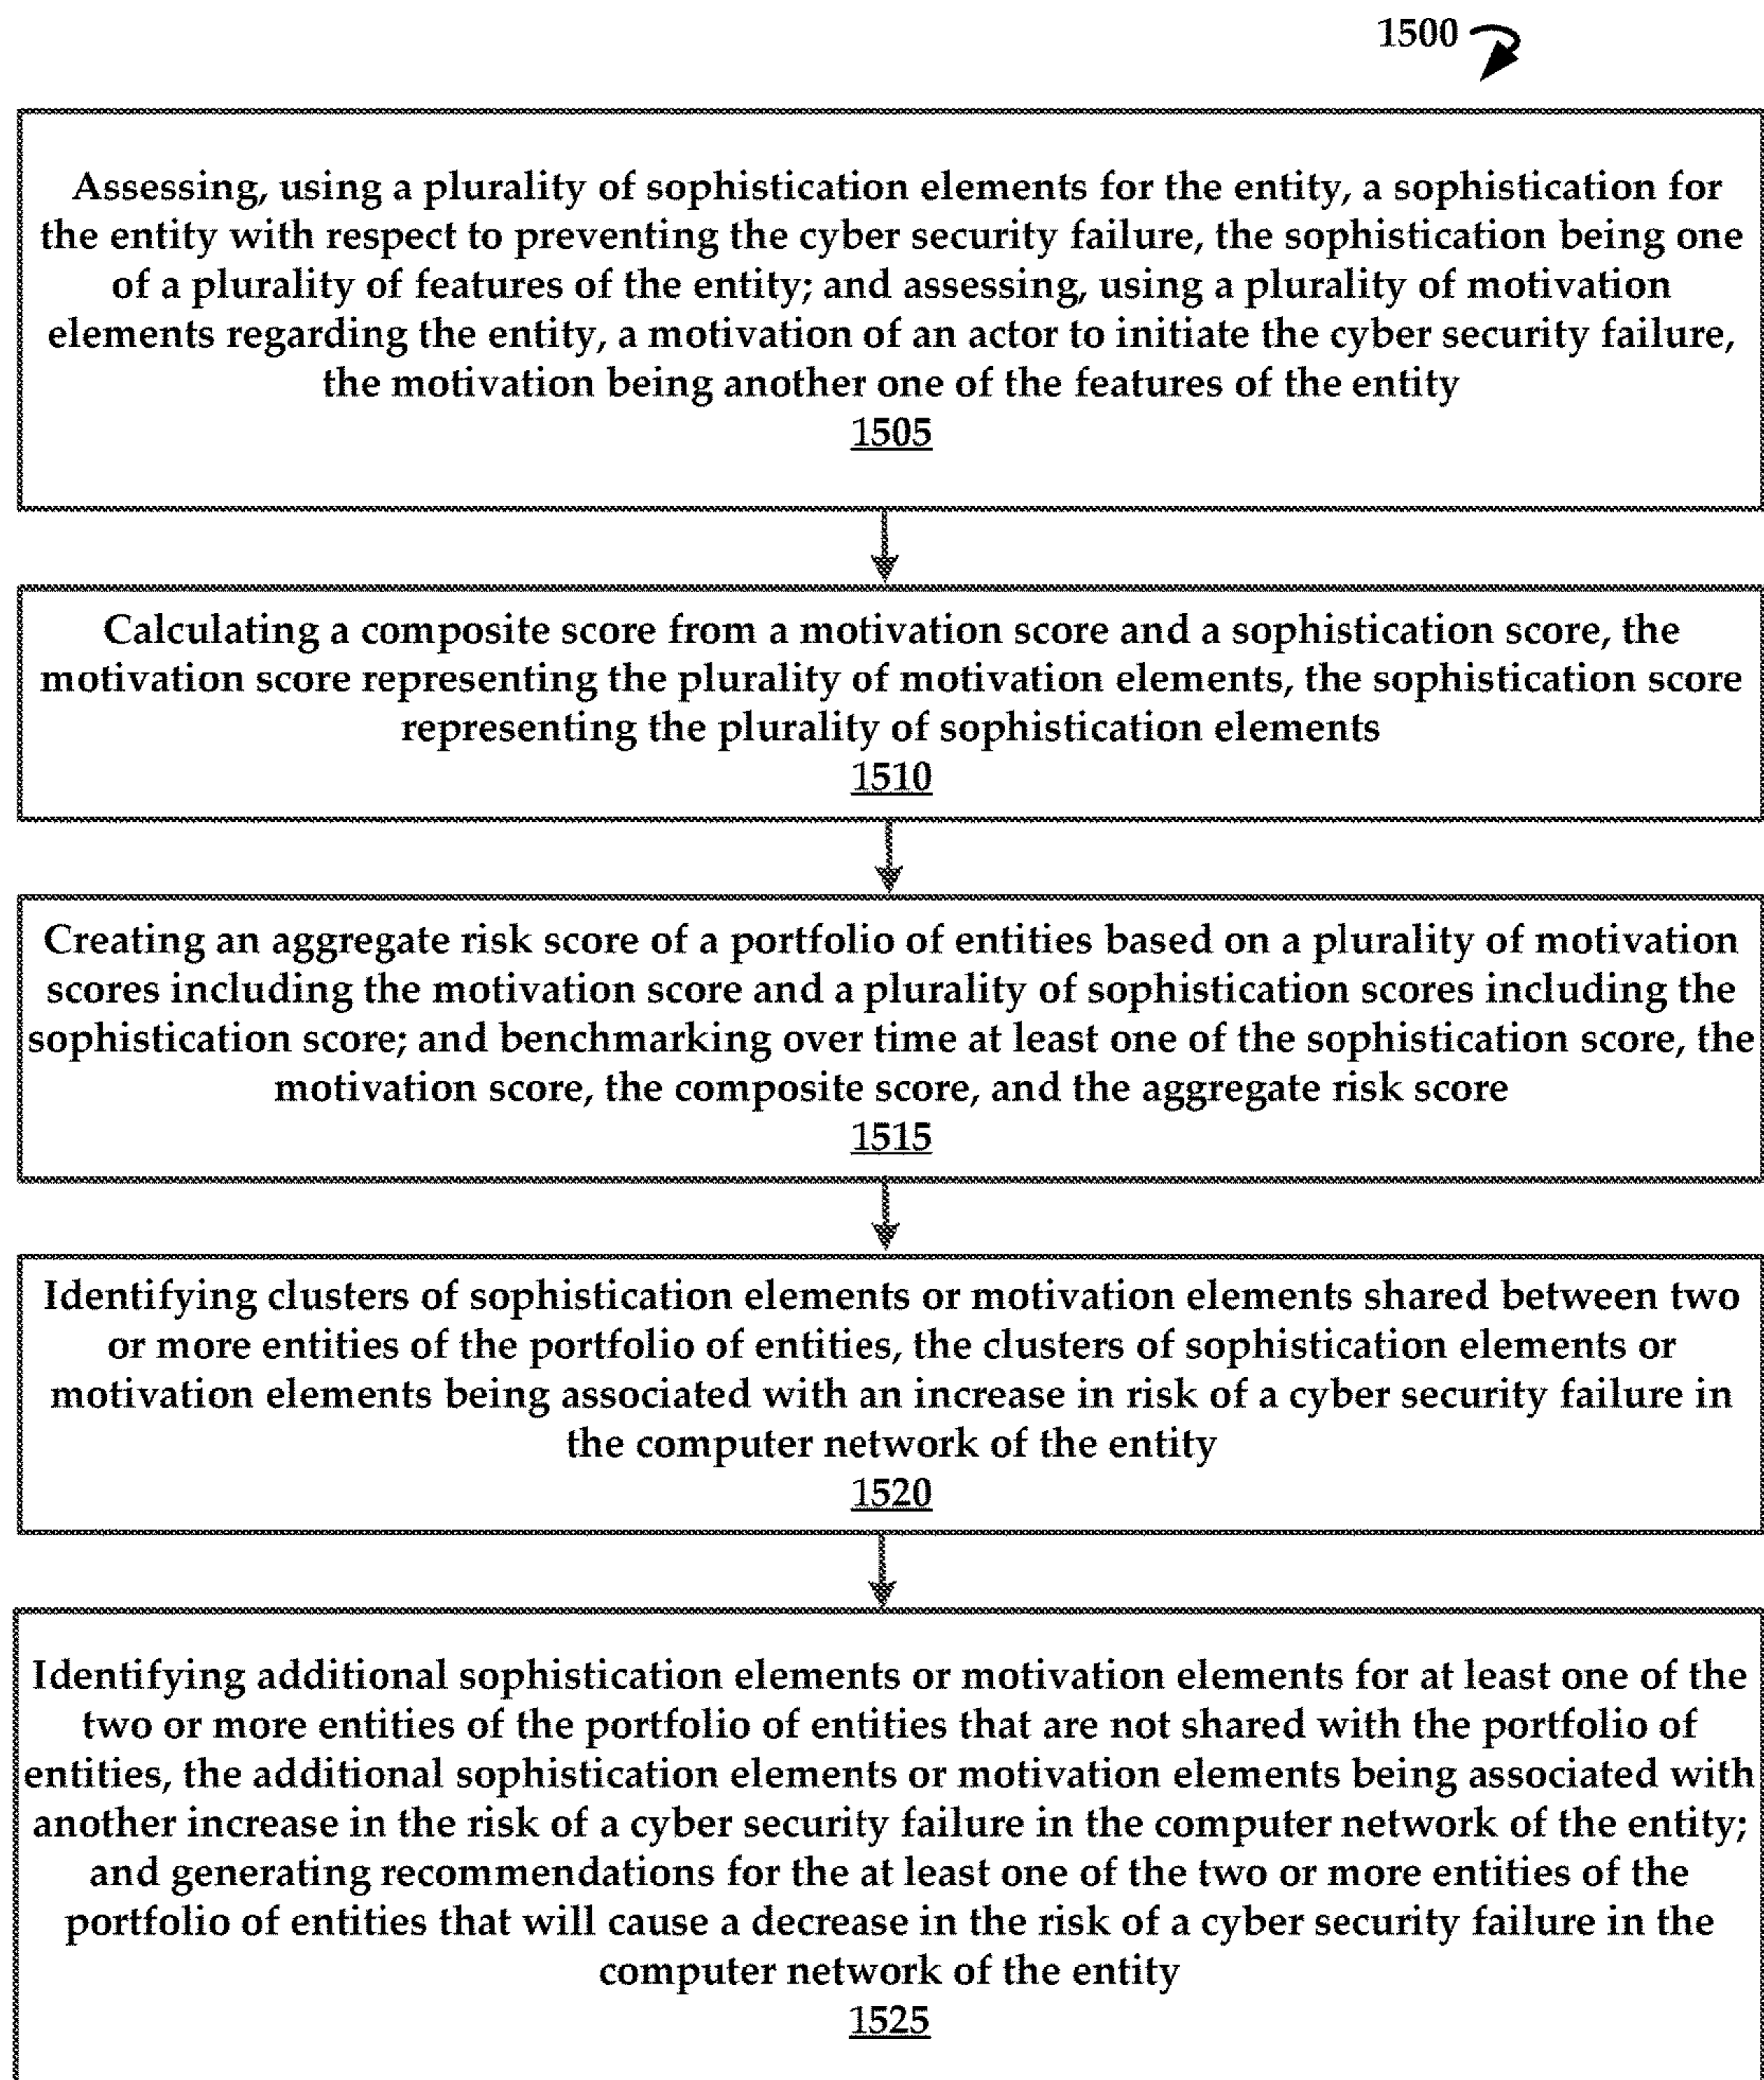 1500
Assessing, using a plurality of sophistication elements for the entity, a sophistication for
the entity with respect to preventing the cyber security failure, the sophistication being one
of a plurality of features of the entity; and assessing, using a plurality of motivation
elements regarding the entity, a motivation of an actor to initiate the cyber security failure,
the motivation being another one of the features of the entity
1505
Calculating a composite score from a motivation score and a sophistication score, the
motivation score representing the plurality of motivation elements, the sophistication score
representing the plurality of sophistication elements
1510
Creating an aggregate risk score of a portfolio of entities based on a plurality of motivation
scores including the motivation score and a plurality of sophistication scores including the
sophistication score; and benchmarking over time at least one of the sophistication score, the
motivation score, the composite score, and the aggregate risk score
1515
Identifying clusters of sophistication elements or motivation elements shared between two
or more entities of the portfolio of entities, the clusters of sophistication elements or
motivation elements being associated with an increase in risk of a cyber security failure in
the computer network of the entity
1520
Identifying additional sophistication elements or motivation elements for at least one of the
two or more entities of the portfolio of entities that are not shared with the portfolio of
entities, the additional sophistication elements or motivation elements being associated with
another increase in the risk of a cyber security failure in the computer network of the entity;
and generating recommendations for the at least one of the two or more entities of the
portfolio of entities that will cause a decrease in the risk of a cyber security failure in the
computer network of the entity
1525